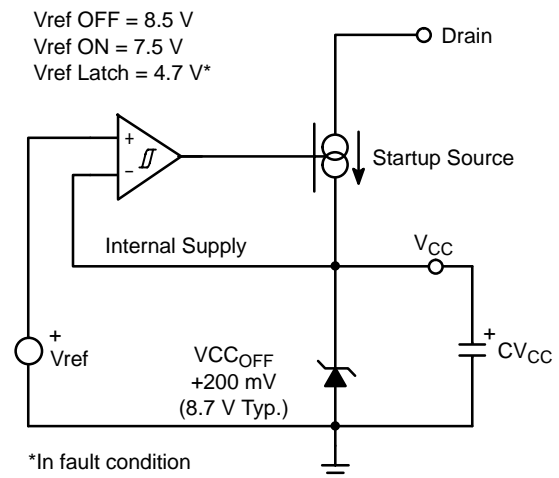 Vref OFF = 8.5 V
Vref ON = 7.5 V
Vref Latch = 4.7 V*
Drain
+
−
Startup Source
Internal Supply
VCC
+
Vref
VCCOFF
+200 mV
(8.7 V Typ.)
+
CVCC
*In fault condition